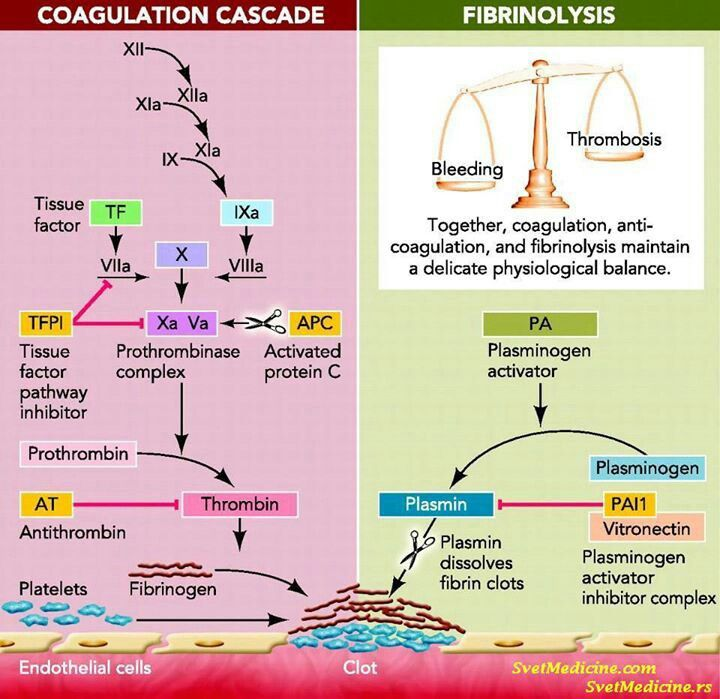 COAGULATION CASCADE
XII
XIIa
XIa
XIa
IX
Tissue
factor
TF
IXa
VIIa
X
VIIIa
TFPI
Xa Va
APC
Tissue
factor
pathway
inhibitor
Prothrombinase
complex
Activated
protein C
Prothrombin
AT
Thrombin
Antithrombin
Platelets
Fibrinogen
Endothelial cells
Clot
FIBRINOLYSIS
Bleeding
Thrombosis
Together, coagulation, anti-
coagulation, and fibrinolysis maintain
a delicate physiological balance.
PA
Plasminogen
activator
Plasminogen
Plasmin
PAI1
Vitronectin
Plasmin
dissolves
fibrin clots
Plasminogen
activator
inhibitor complex
SvetMedicine.com
SvetMedicine.rs